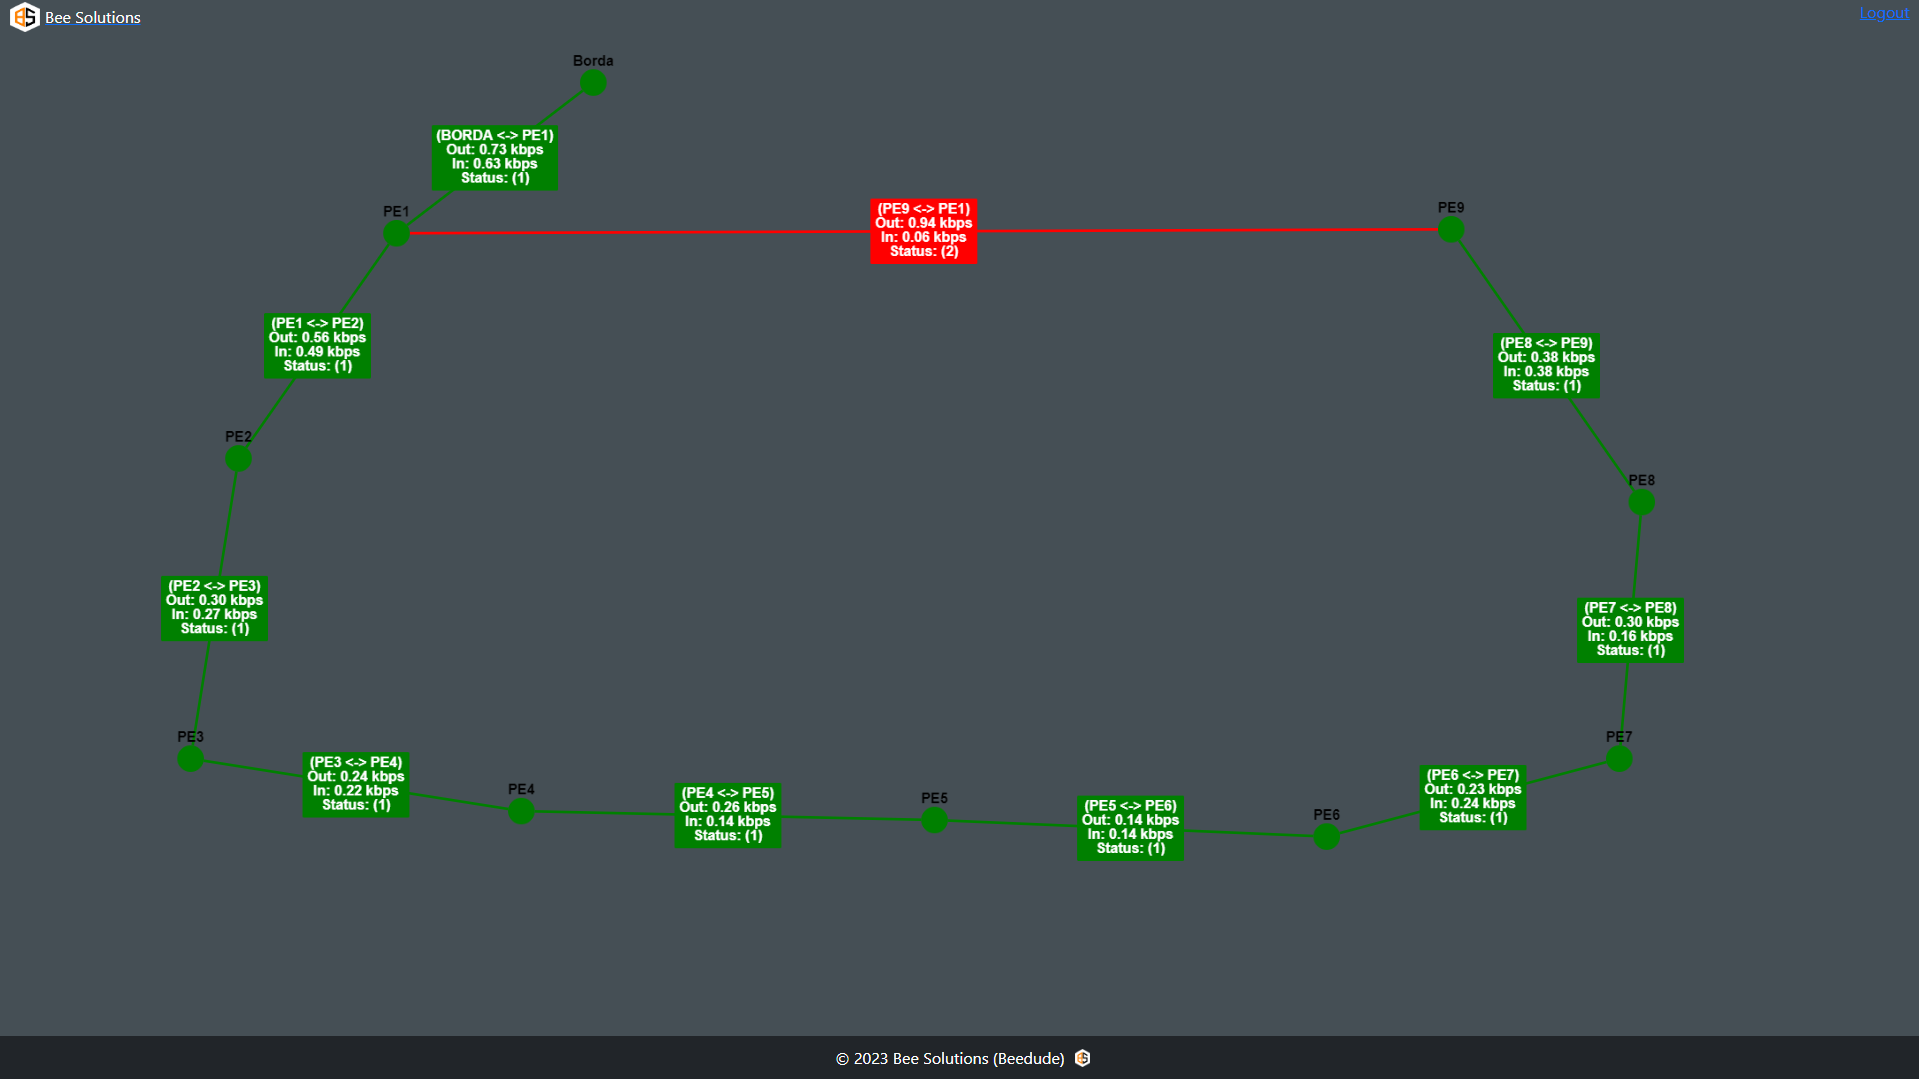 Bee Solutions
Logout
Borda
(BORDA <-> PE1)
Out: 0.73 kbps
In: 0.63 kbps
Status: (1)
PE1
(PE9 <-> PE1)
Out: 0.94 kbps
In: 0.06 kbps
Status: (2)
PE9
(PE1 <-> PE2)
Out: 0.56 kbps
In: 0.49 kbps
Status: (1)
(PE8 <-> PE9)
Out: 0.38 kbps
In: 0.38 kbps
Status: (1)
PE2
PE8
(PE2 <-> PE3)
Out: 0.30 kbps
In: 0.27 kbps
Status: (1)
(PE7 <-> PE8)
Out: 0.30 kbps
In: 0.16 kbps
Status: (1)
PE3
(PE3 <-> PE4)
Out: 0.24 kbps
In: 0.22 kbps
Status: (1)
PE4
(PE4 <-> PE5)
Out: 0.26 kbps
In: 0.14 kbps
Status: (1)
PE5
(PE5 <-> PE6)
Out: 0.14 kbps
In: 0.14 kbps
Status: (1)
PE6
(PE6 <-> PE7)
Out: 0.23 kbps
In: 0.24 kbps
Status: (1)
PE7
© 2023 Bee Solutions (Beedude)